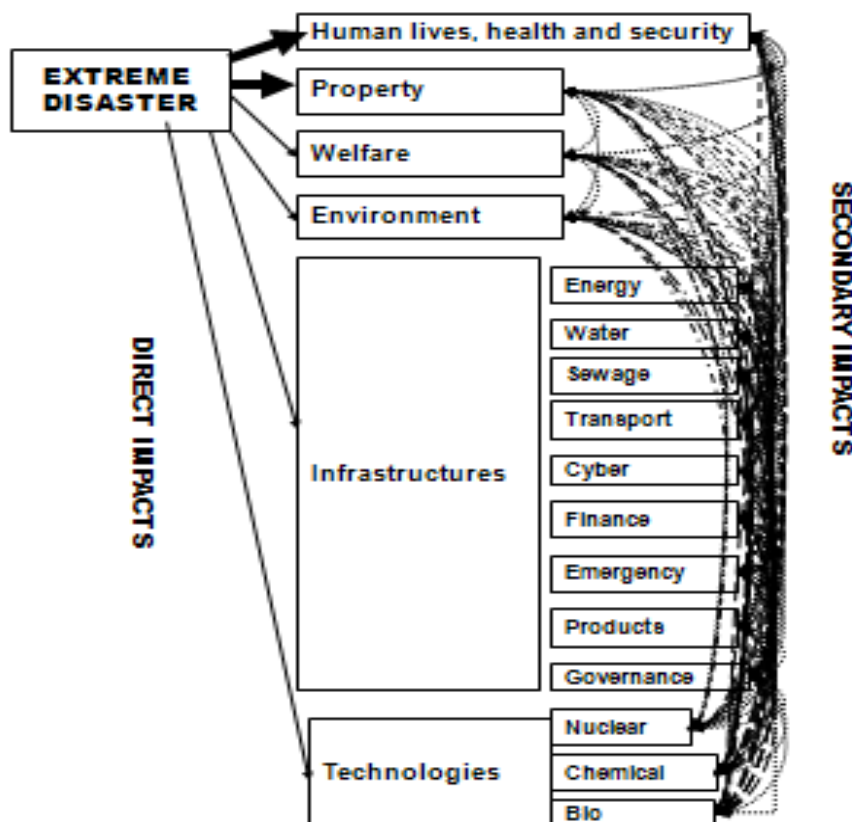 Human lives, health and security
EXTREME
DISASTER
Property
Welfare
Environment
Energy
Water
Sewage
Transport
Infrastructures
Cyber
Finance
Emergency
Products
Governance
Nuclear
Technologies
Chemical
Bio
DIRECT IMPACTS
SECONDARY IMPACTS